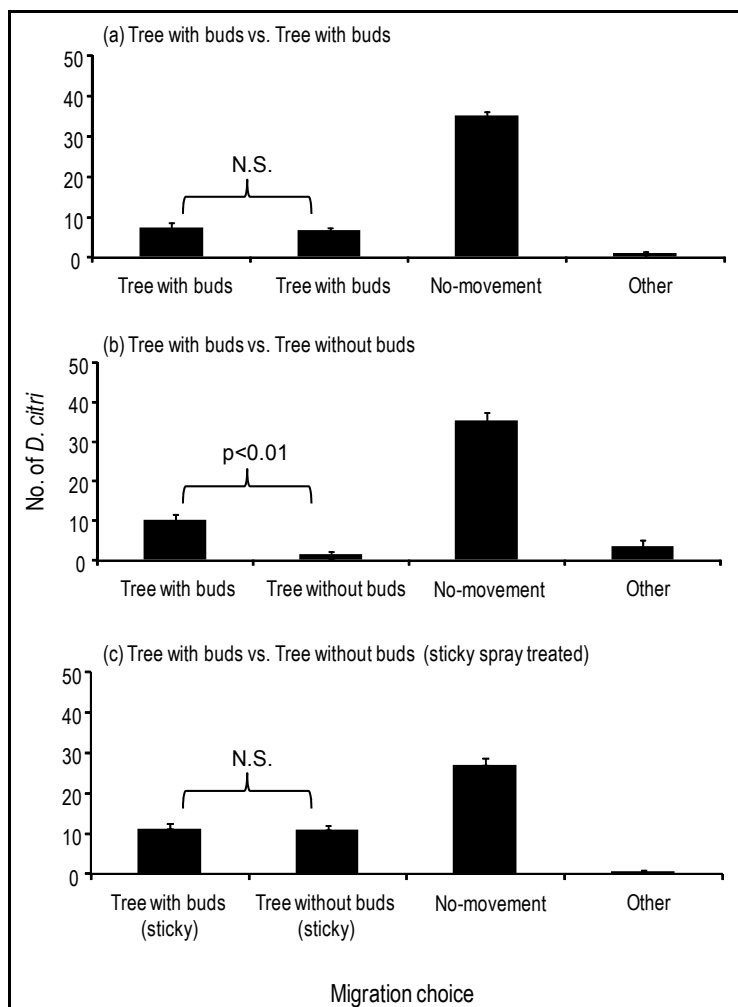 (a) Tree with buds vs. Tree with buds
50
40
30
20
10
0
N.S.
Tree with buds Tree with buds No-movement Other
(b) Tree with buds vs. Tree without buds
50
40
30
20
10
0
p<0.01
Tree with buds Tree without buds No-movement Other
(c) Tree with buds vs. Tree without buds (sticky spray treated)
50
40
30
20
10
0
N.S.
Tree with buds Tree without buds No-movement Other
(sticky) (sticky)
No. of D. citri
Migration choice